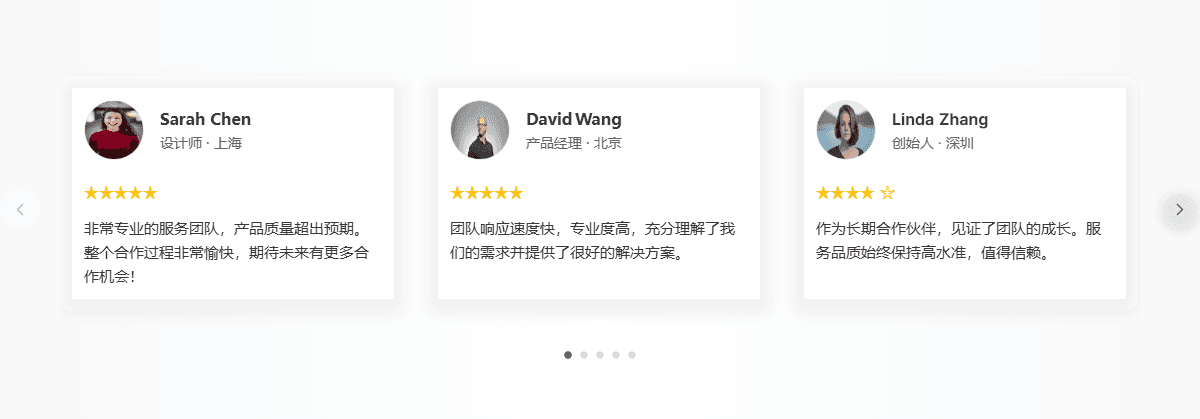 Sarah Chen
设计师 · 上海
★★★★★
非常专业的服务团队，产品质量超出预期。
整个合作过程非常愉快，期待未来有更多合
作机会！
David Wang
产品经理 · 北京
★★★★★
团队响应速度快，专业度高，充分理解了我
们的需求并提供了很好的解决方案。
Linda Zhang
创始人 · 深圳
★★★★☆
作为长期合作伙伴，见证了团队的成长。服
务品质始终保持高水准，值得信赖。